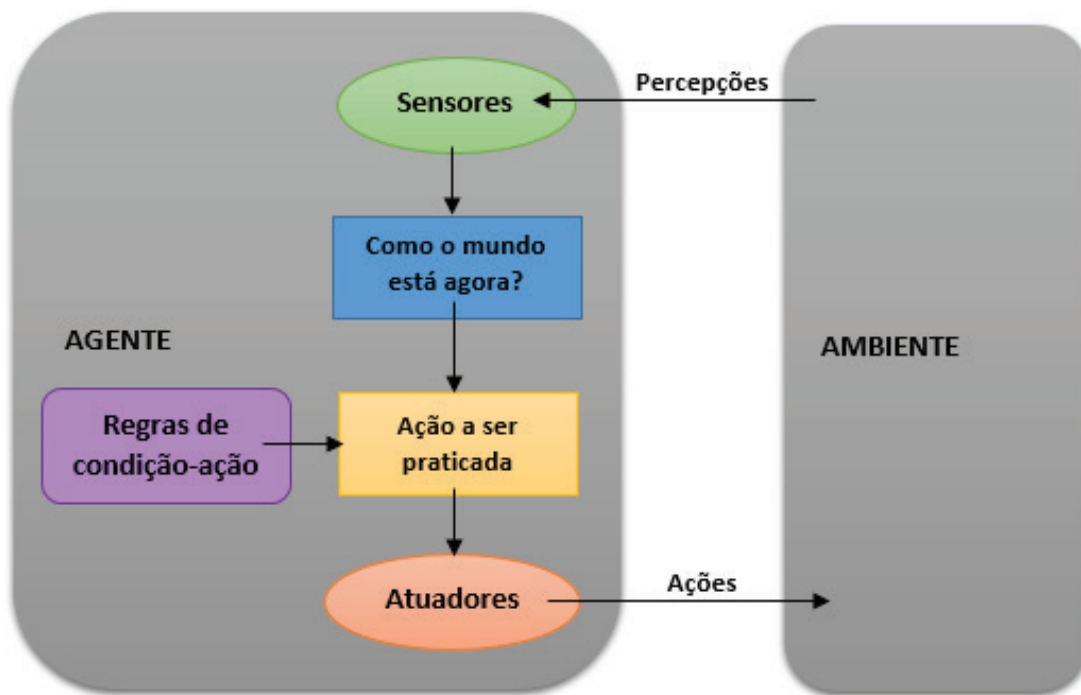 Sensores
Percepções
Como o mundo
está agora?
AGENTE
AMBIENTE
Regras de
condição-ação
Ação a ser
praticada
Atuadores
Ações